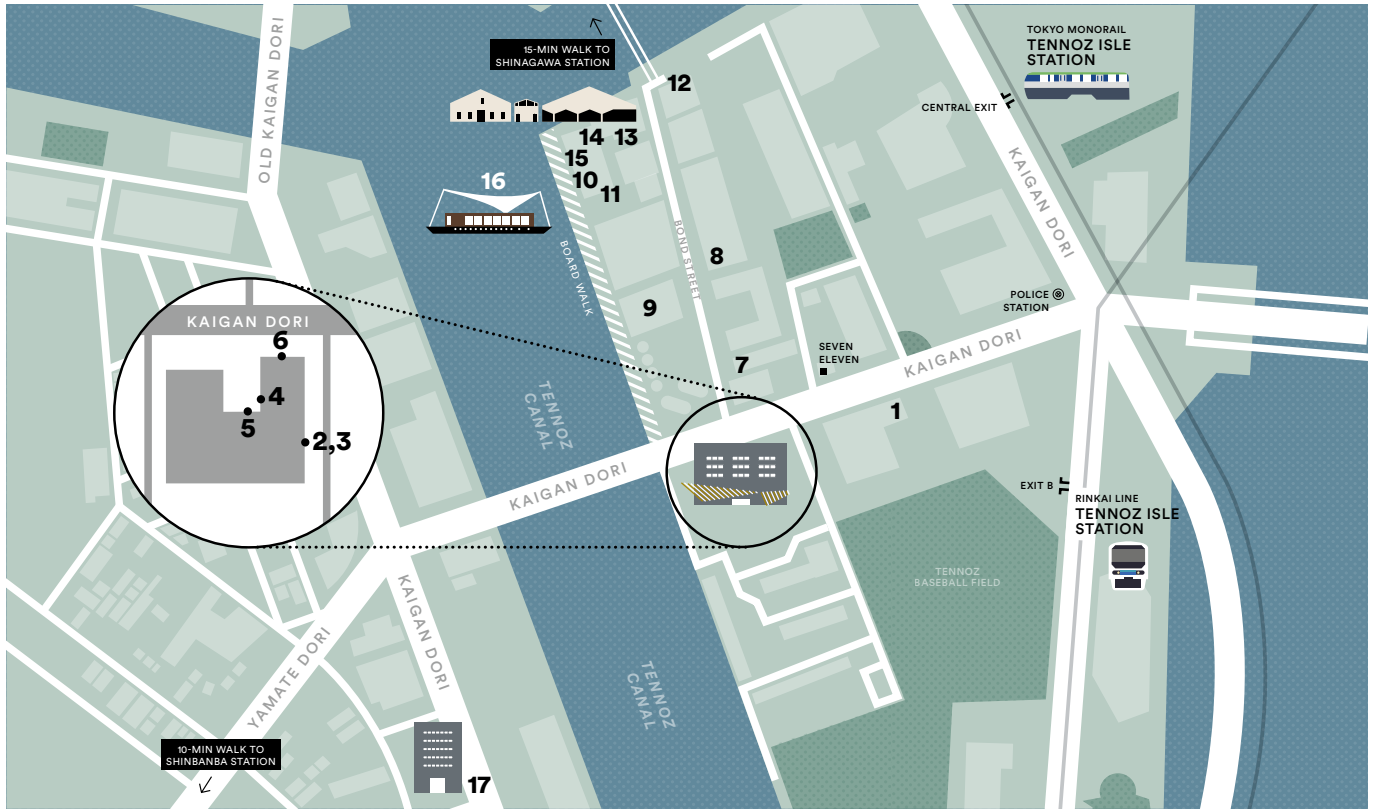 OLD KAIGAN DORI
15-MIN WALK TO
SHINAGAWA STATION
TOKYO MONORAIL
TENNOZ ISLE
STATION
CENTRAL EXIT
12
14
13
15
10
11
16
KAIGAN DORI
BOARD WALK
BOND STREET
8
9
POLICE
STATION
SEVEN
ELEVEN
7
KAIGAN DORI
1
KAIGAN DORI
6
4
5
2,3
TENNOZ
CANAL
KAIGAN DORI
EXIT B
RINKAI LINE
TENNOZ ISLE
STATION
TENNOZ
BASEBALL FIELD
KAIGAN DORI
YAMATE DORI
TENNOZ
CANAL
10-MIN WALK TO
SHINBANBA STATION
17